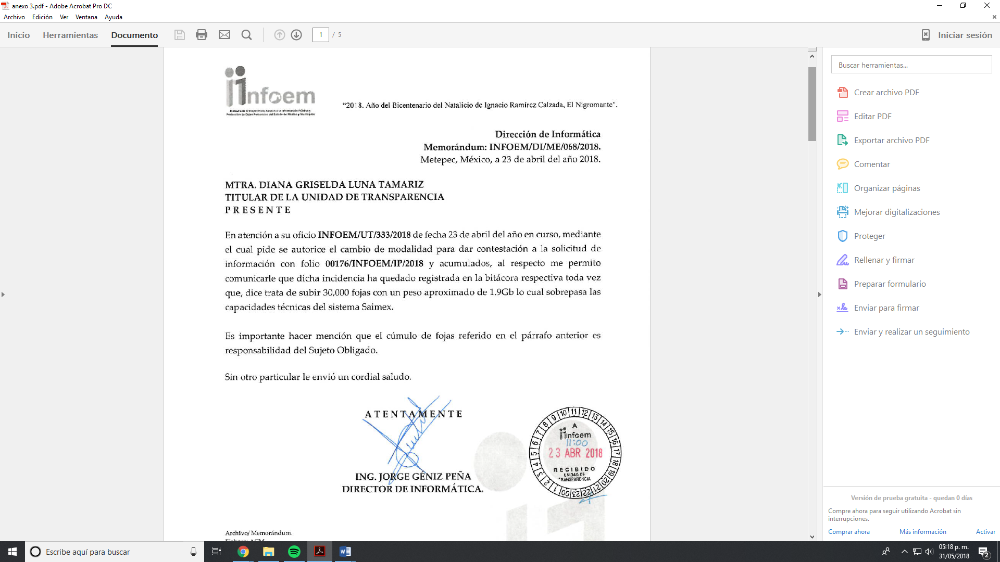 anexo 3.pdf - Adobe Acrobat Pro DC
Archivo Edición Ver Ventana Ayuda
Inicio Herramientas Documento 1 / 5 Iniciar sesión
infoem
Instituto de Transparencia, Acceso a la Información Pública y
Protección de Datos Personales del Estado de México y Municipios
“2018. Año del Bicentenario del Natalicio de Ignacio Ramírez Calzada, El Nigromante".
Dirección de Informática
Memorándum: INFOEM/DI/ME/068/2018.
Metepec, México, a 23 de abril del año 2018.
MTRA. DIANA GRISELDA LUNA TAMARIZ
TITULAR DE LA UNIDAD DE TRANSPARENCIA
P R E S E N T E
En atención a su oficio INFOEM/UT/333/2018 de fecha 23 de abril del año en curso, mediante
el cual pide se autorice el cambio de modalidad para dar contestación a la solicitud de
información con folio 00176/INFOEM/IP/2018 y acumulados, al respecto me permito
comunicarle que dicha incidencia ha quedado registrada en la bitácora respectiva toda vez
que, dice trata de subir 30,000 fojas con un peso aproximado de 1.9Gb lo cual sobrepasa las
capacidades técnicas del sistema Saimex.
Es importante hacer mención que el cúmulo de fojas referido en el párrafo anterior es
responsabilidad del Sujeto Obligado.
Sin otro particular le envió un cordial saludo.
A T E N T A M E N T E
ING. JORGE GÉNIZ PEÑA
DIRECTOR DE INFORMÁTICA.
00 1 2 3 4 5 6 7 8 9 10 11 12 13 14 15 16 17 18 19 20 21 22 23
infoem
11:00
23 ABR 2018
RECIBIDO
UNIDAD DE
TRANSPARENCIA
Archivo/ Memorándum.
Buscar herramientas...
Crear archivo PDF
Editar PDF
Exportar archivo PDF
Comentar
Organizar páginas
Mejorar digitalizaciones
Proteger
Rellenar y firmar
Preparar formulario
Enviar para firmar
Enviar y realizar un seguimiento
Versión de prueba gratuita - quedan 0 días
Compre ahora para seguir utilizando Acrobat sin
interrupciones.
Comprar ahora Más información Activar
Escribe aquí para buscar
05:18 p. m.
31/05/2018
2